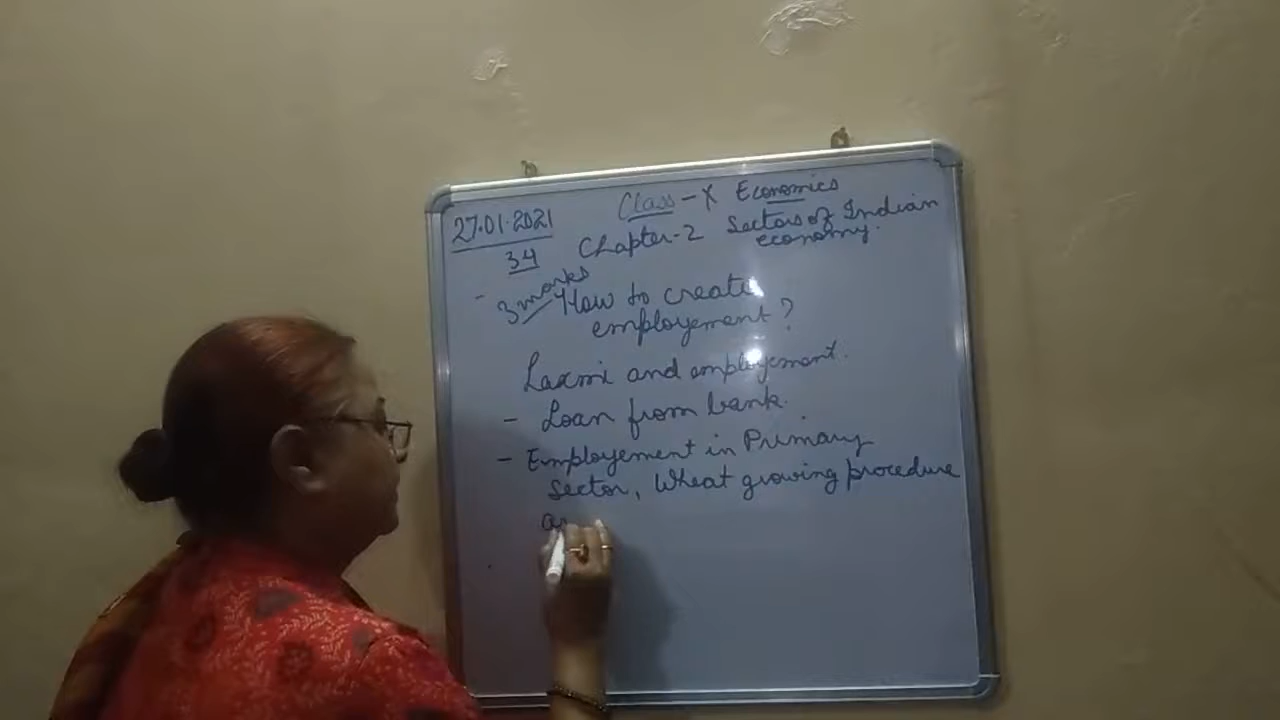 Class - X Economics
27.01.2021
Chapter-2 Sectors of Indian
economy.
34
- 3 marks How to create
employement?
Laxmi and employement.
- Loan from bank.
- Employement in Primary
Sector, Wheat growing procedure